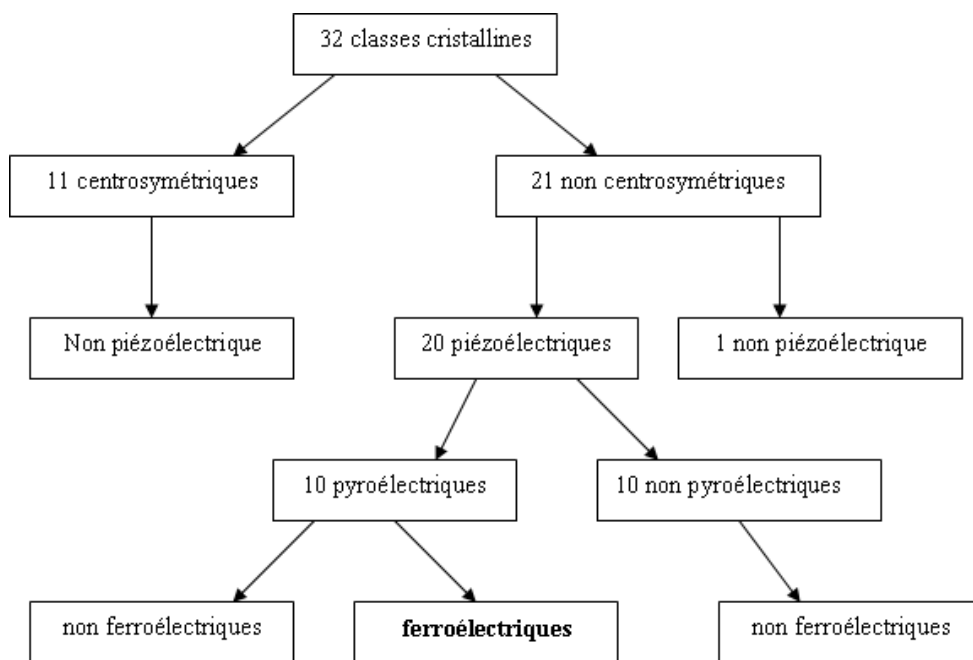 32 classes cristallines
11 centrosymétriques
21 non centrosymétriques
Non piézoélectrique
20 piézoélectriques
1 non piézoélectrique
10 pyroélectriques
10 non pyroélectriques
non ferroélectriques
ferroélectriques
non ferroélectriques